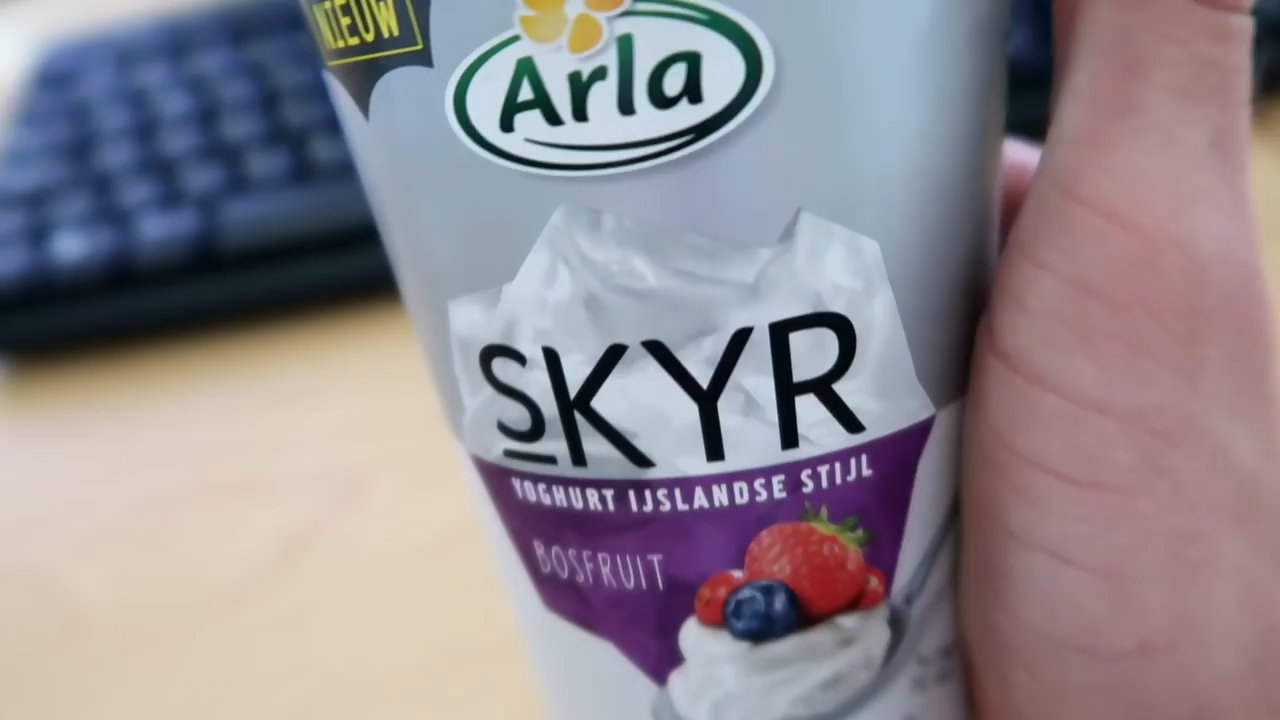 NIEUW
Arla
SKYR
YOGHURT IJSLANDSE STIJL
BOSFRUIT